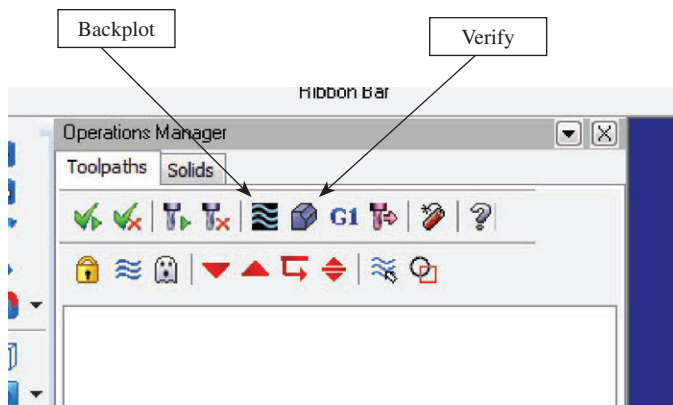 Backplot
Verify
Ribbon Bar
Operations Manager
Toolpaths Solids
G1